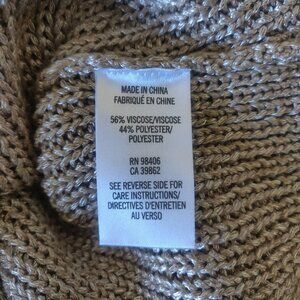 MADE IN CHINA
FABRIQUÉ EN CHINE
56% VISCOSE/VISCOSE
44% POLYESTER/
POLYESTER
RN 98406
CA 39862
SEE REVERSE SIDE FOR
CARE INSTRUCTIONS/
DIRECTIVES D'ENTRETIEN
AU VERSO